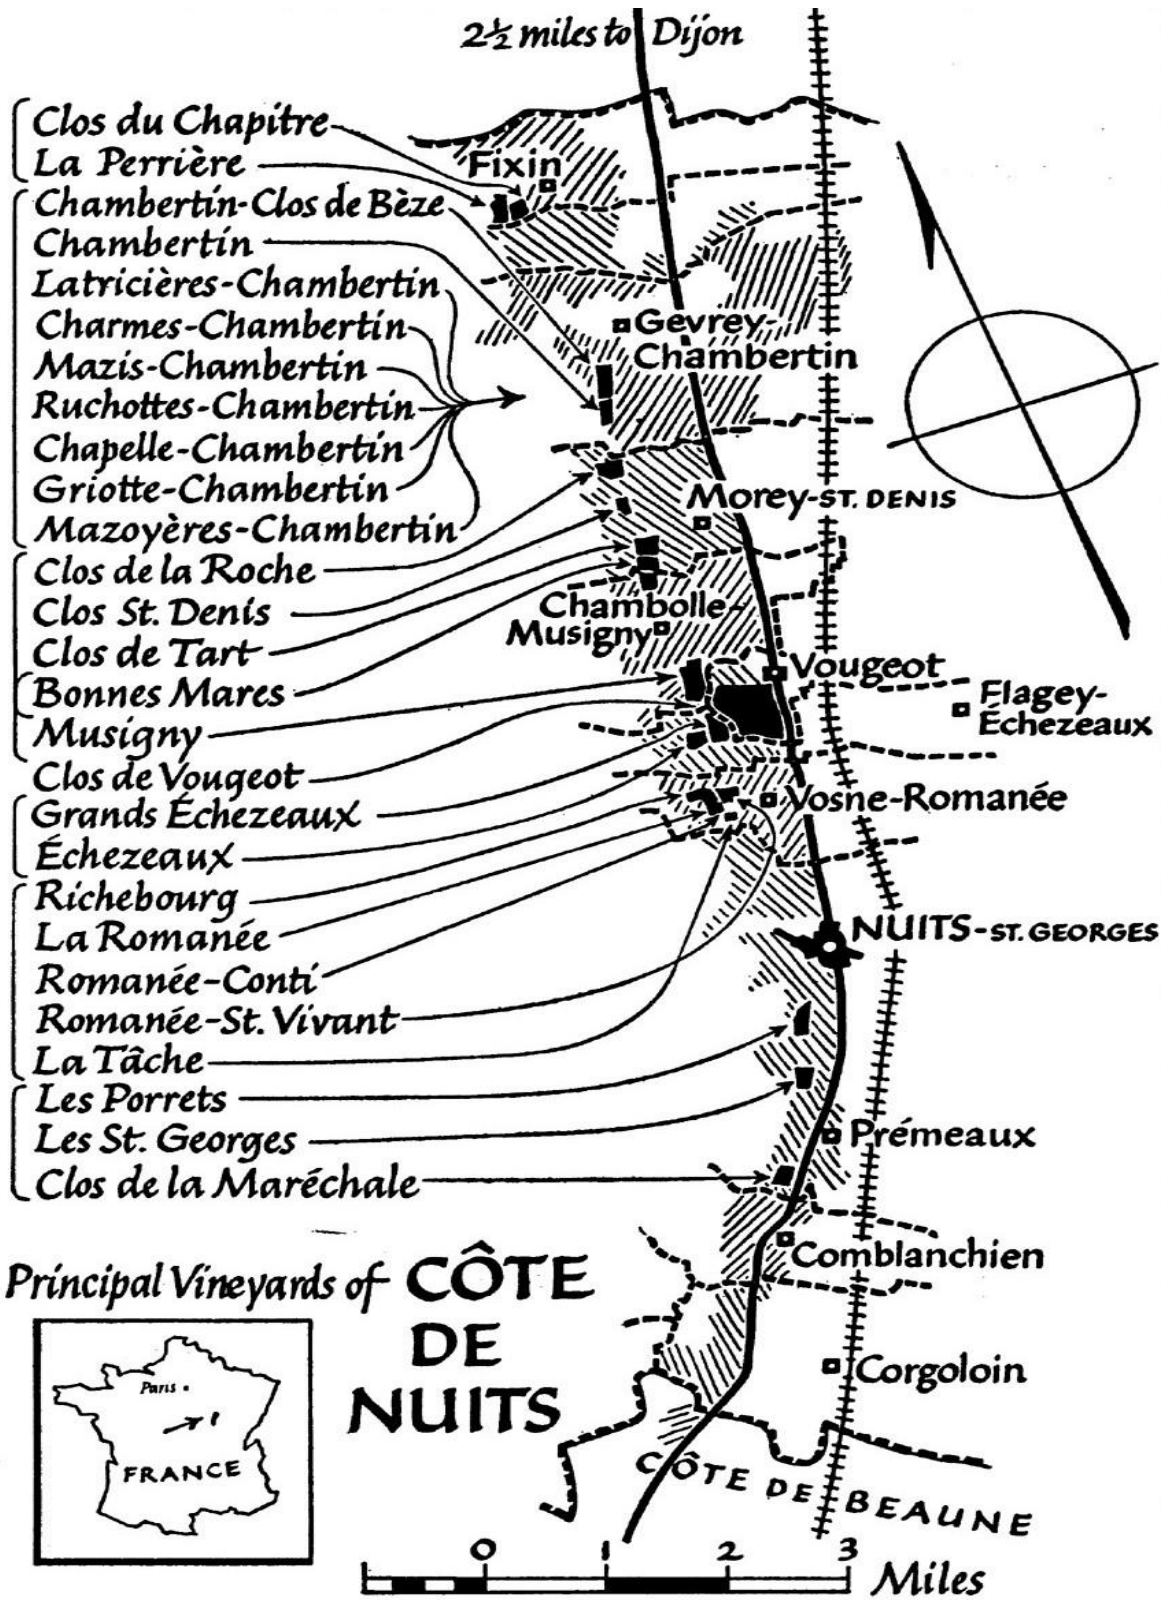 2½ miles to Dijon
Clos du Chapitre
La Perrière
Chambertin-Clos de Bèze
Chambertin
Latricières-Chambertin
Charmes-Chambertin
Mazis-Chambertin
Ruchottes-Chambertin
Chapelle-Chambertin
Griotte-Chambertin
Mazoyères-Chambertin
Clos de la Roche
Clos St. Denis
Clos de Tart
Bonnes Mares
Musigny
Clos de Vougeot
Grands Échezeaux
Échezeaux
Richebourg
La Romanée
Romanée-Conti
Romanée-St. Vivant
La Tâche
Les Porrets
Les St. Georges
Clos de la Maréchale
Fixin
Gevrey-
Chambertin
Morey-ST. DENIS
Chambolle-
Musigny
Vougeot
Flagey-
Échezeaux
Vosne-Romanée
NUITS-ST. GEORGES
Prémeaux
Comblanchien
Corgoloin
CÔTE DE BEAUNE
Principal Vineyards of CÔTE
DE
NUITS
Paris
FRANCE
0 1 2 3
Miles